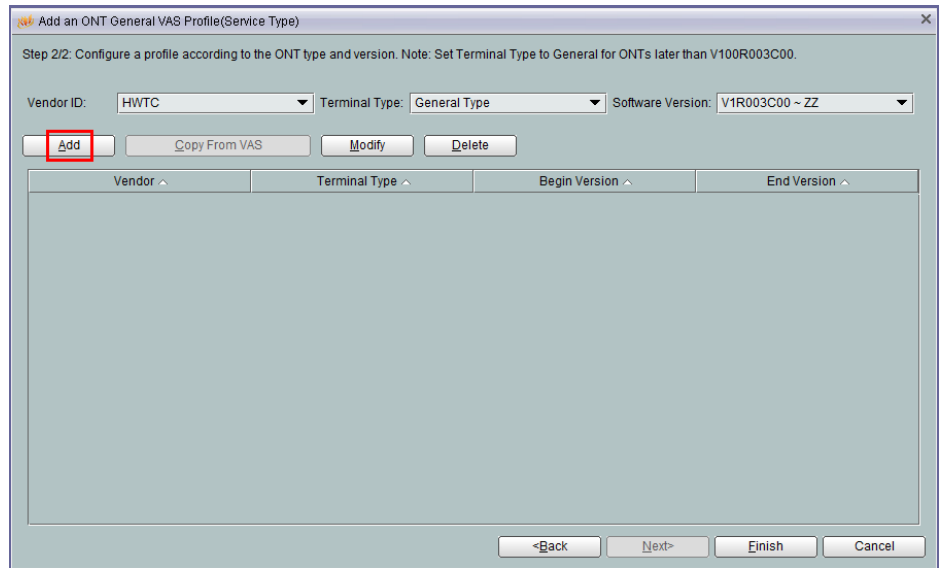 Add an ONT General VAS Profile(Service Type)
Step 2/2: Configure a profile according to the ONT type and version. Note: Set Terminal Type to General for ONTs later than V100R003C00.
Vendor ID: HWTC Terminal Type: General Type Software Version: V1R003C00 ~ ZZ
Add Copy From VAS Modify Delete
Vendor Terminal Type Begin Version End Version
<Back Next> Finish Cancel